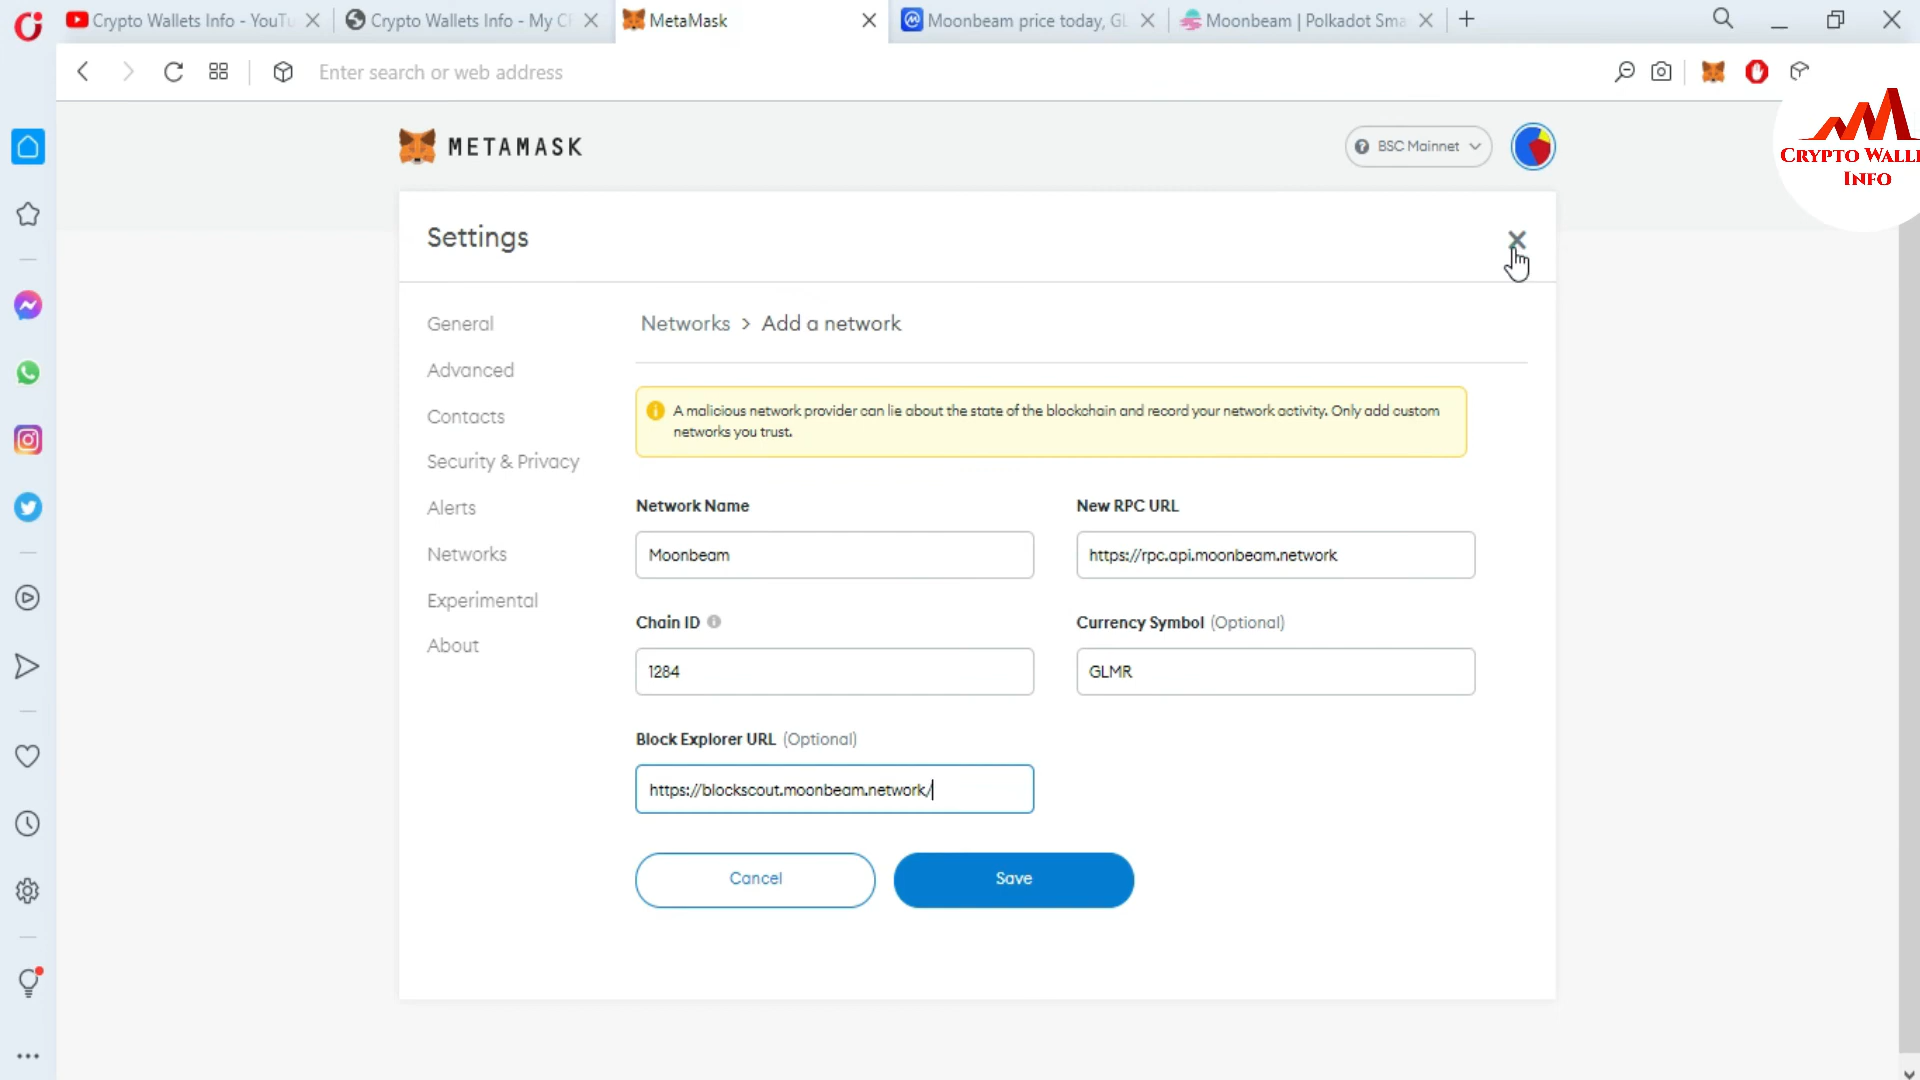 Crypto Wallets Info - YouTu
Crypto Wallets Info - My C
MetaMask
Moonbeam price today, GL
Moonbeam | Polkadot Sma
Enter search or web address
METAMASK
BSC Mainnet
CRYPTO WALLE
INFO
Settings
General
Advanced
Contacts
Security & Privacy
Alerts
Networks
Experimental
About
Networks > Add a network
A malicious network provider can lie about the state of the blockchain and record your network activity. Only add custom
networks you trust.
Network Name
Moonbeam
New RPC URL
https://rpc.api.moonbeam.network
Chain ID
1284
Currency Symbol (Optional)
GLMR
Block Explorer URL (Optional)
https://blockscout.moonbeam.network/
Cancel
Save